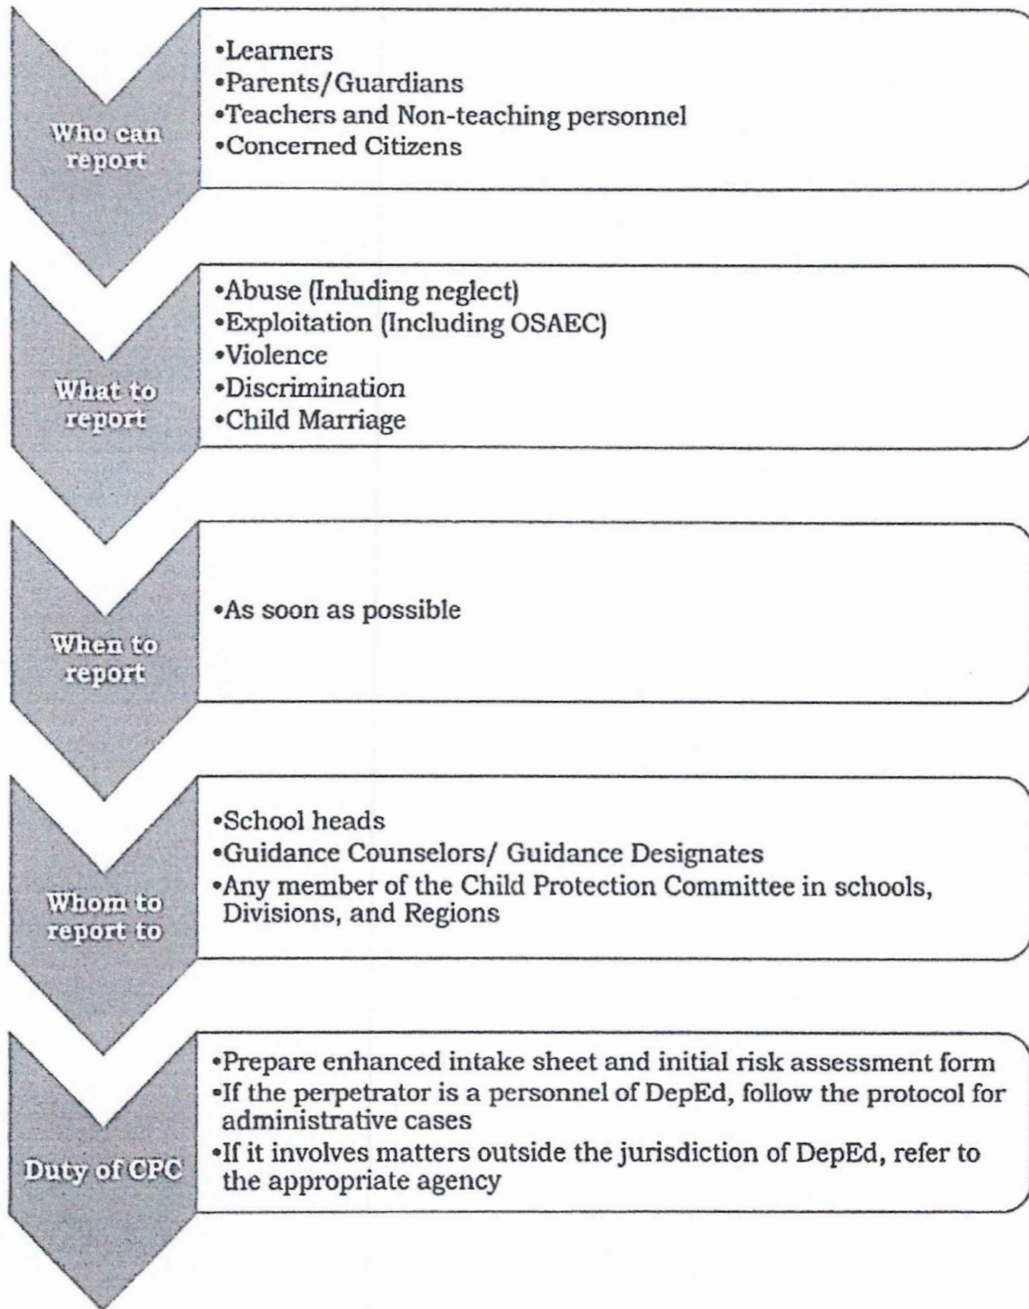 Who can
report
•Learners
•Parents/Guardians
•Teachers and Non-teaching personnel
•Concerned Citizens
What to
report
•Abuse (Inluding neglect)
•Exploitation (Including OSAEC)
•Violence
•Discrimination
•Child Marriage
When to
report
•As soon as possible
Whom to
report to
•School heads
•Guidance Counselors/ Guidance Designates
•Any member of the Child Protection Committee in schools,
Divisions, and Regions
Duty of CPC
•Prepare enhanced intake sheet and initial risk assessment form
•If the perpetrator is a personnel of DepEd, follow the protocol for
administrative cases
•If it involves matters outside the jurisdiction of DepEd, refer to
the appropriate agency